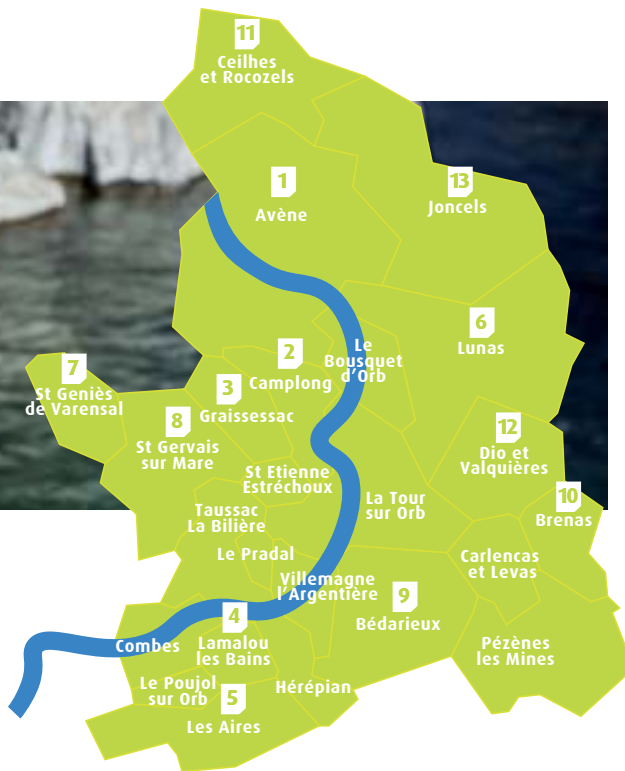 11
Ceilhes
et Rocozels
1
Avène
13
Joncels
6
Lunas
Le
Bousquet
d'Orb
2
Camplong
3
Graissessac
7
St Geniès
de Varensal
8
St Gervais
sur Mare
12
Dio et
Valquières
St Etienne
Estréchoux
La Tour
sur Orb
10
Brenas
Taussac
La Bilière
Le Pradal
Carlencas
et Levas
Villemagne
l'Argentière
9
Bédarieux
4
Lamalou
les Bains
Combes
Pézènes
les Mines
Le Poujol
sur Orb
Hérépian
5
Les Aires